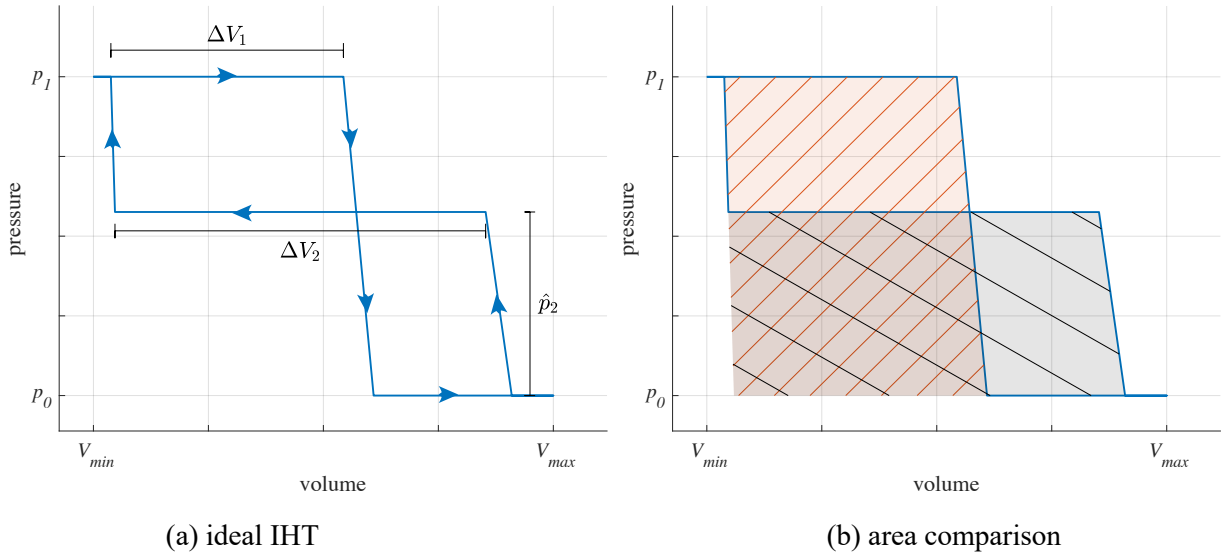 ΔV₁
p₁
pressure
ΔV₂
p̂₂
p₀
V_min
V_max
volume
(a) ideal IHT
p₁
pressure
p₀
V_min
V_max
volume
(b) area comparison